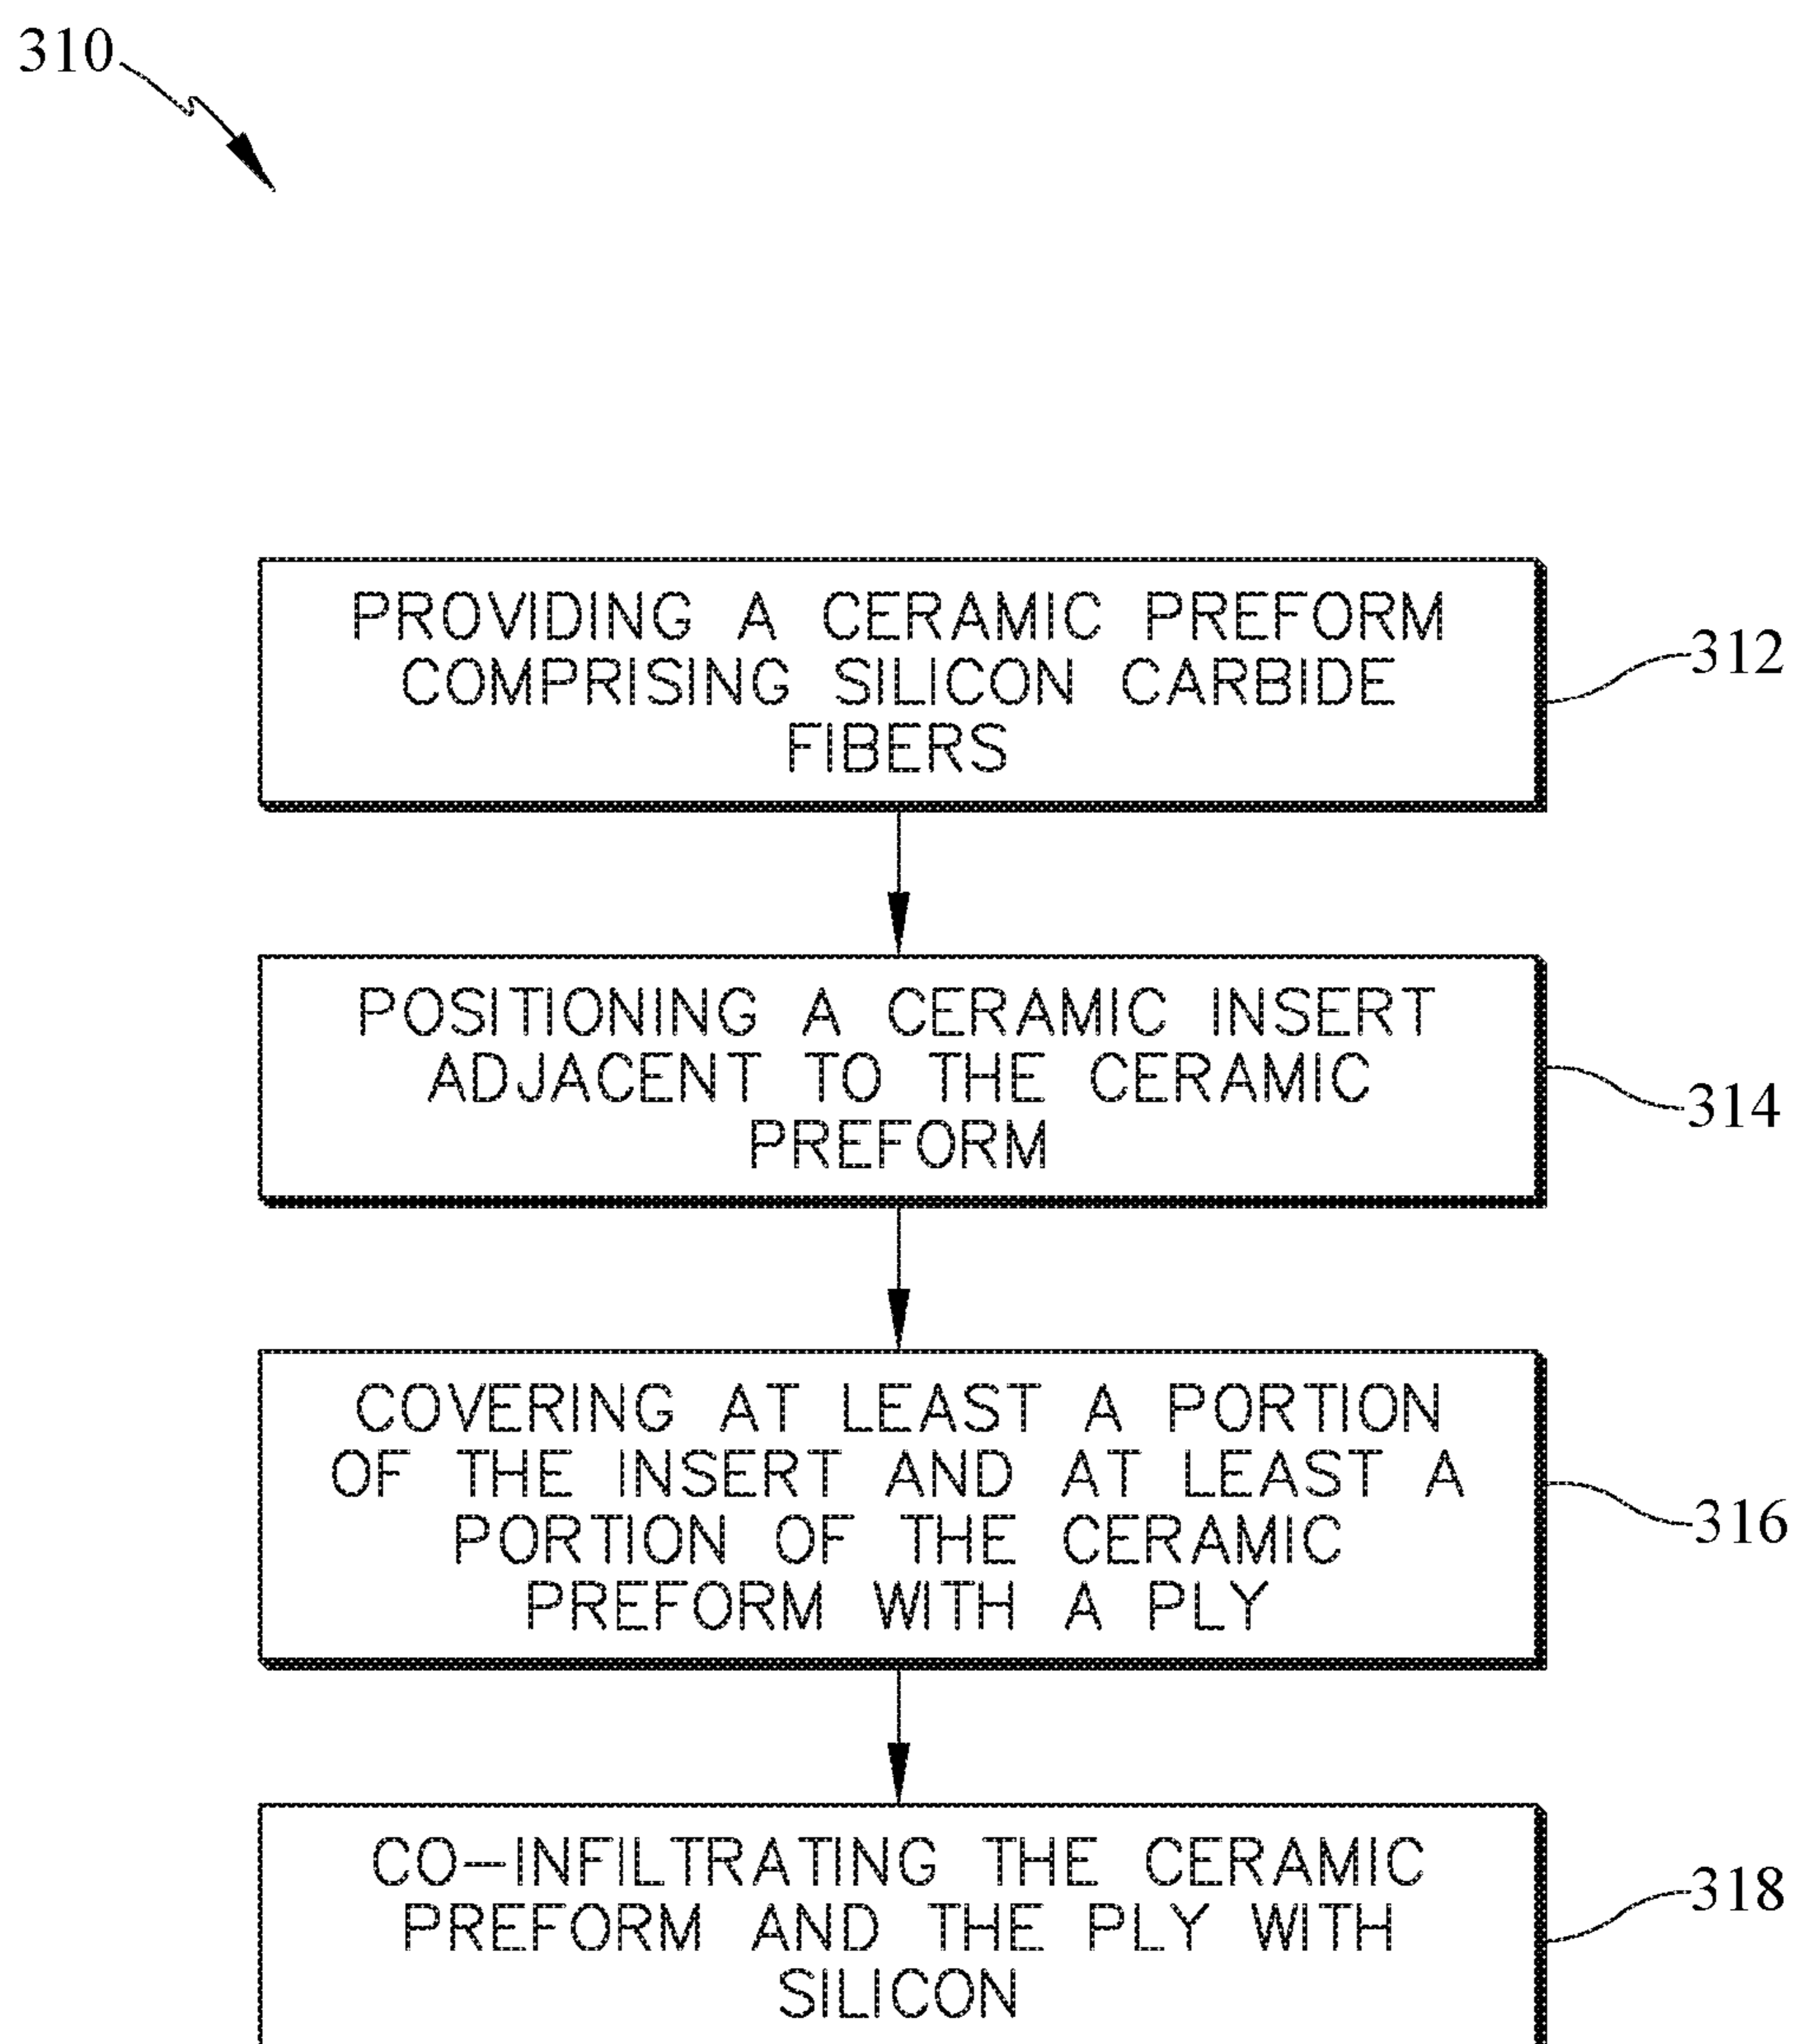 310
PROVIDING A CERAMIC PREFORM
COMPRISING SILICON CARBIDE
FIBERS
312
POSITIONING A CERAMIC INSERT
ADJACENT TO THE CERAMIC
PREFORM
314
COVERING AT LEAST A PORTION
OF THE INSERT AND AT LEAST A
PORTION OF THE CERAMIC
PREFORM WITH A PLY
316
CO-INFILTRATING THE CERAMIC
PREFORM AND THE PLY WITH
SILICON
318